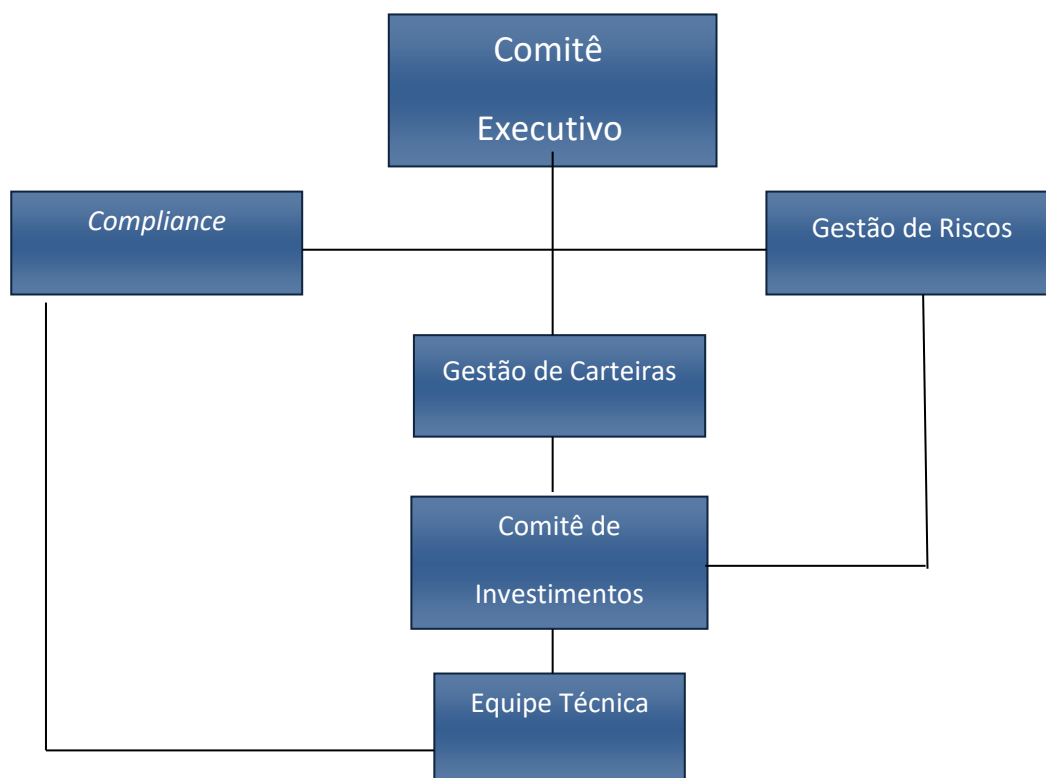 Comitê
Executivo
Compliance
Gestão de Riscos
Gestão de Carteiras
Comitê de
Investimentos
Equipe Técnica